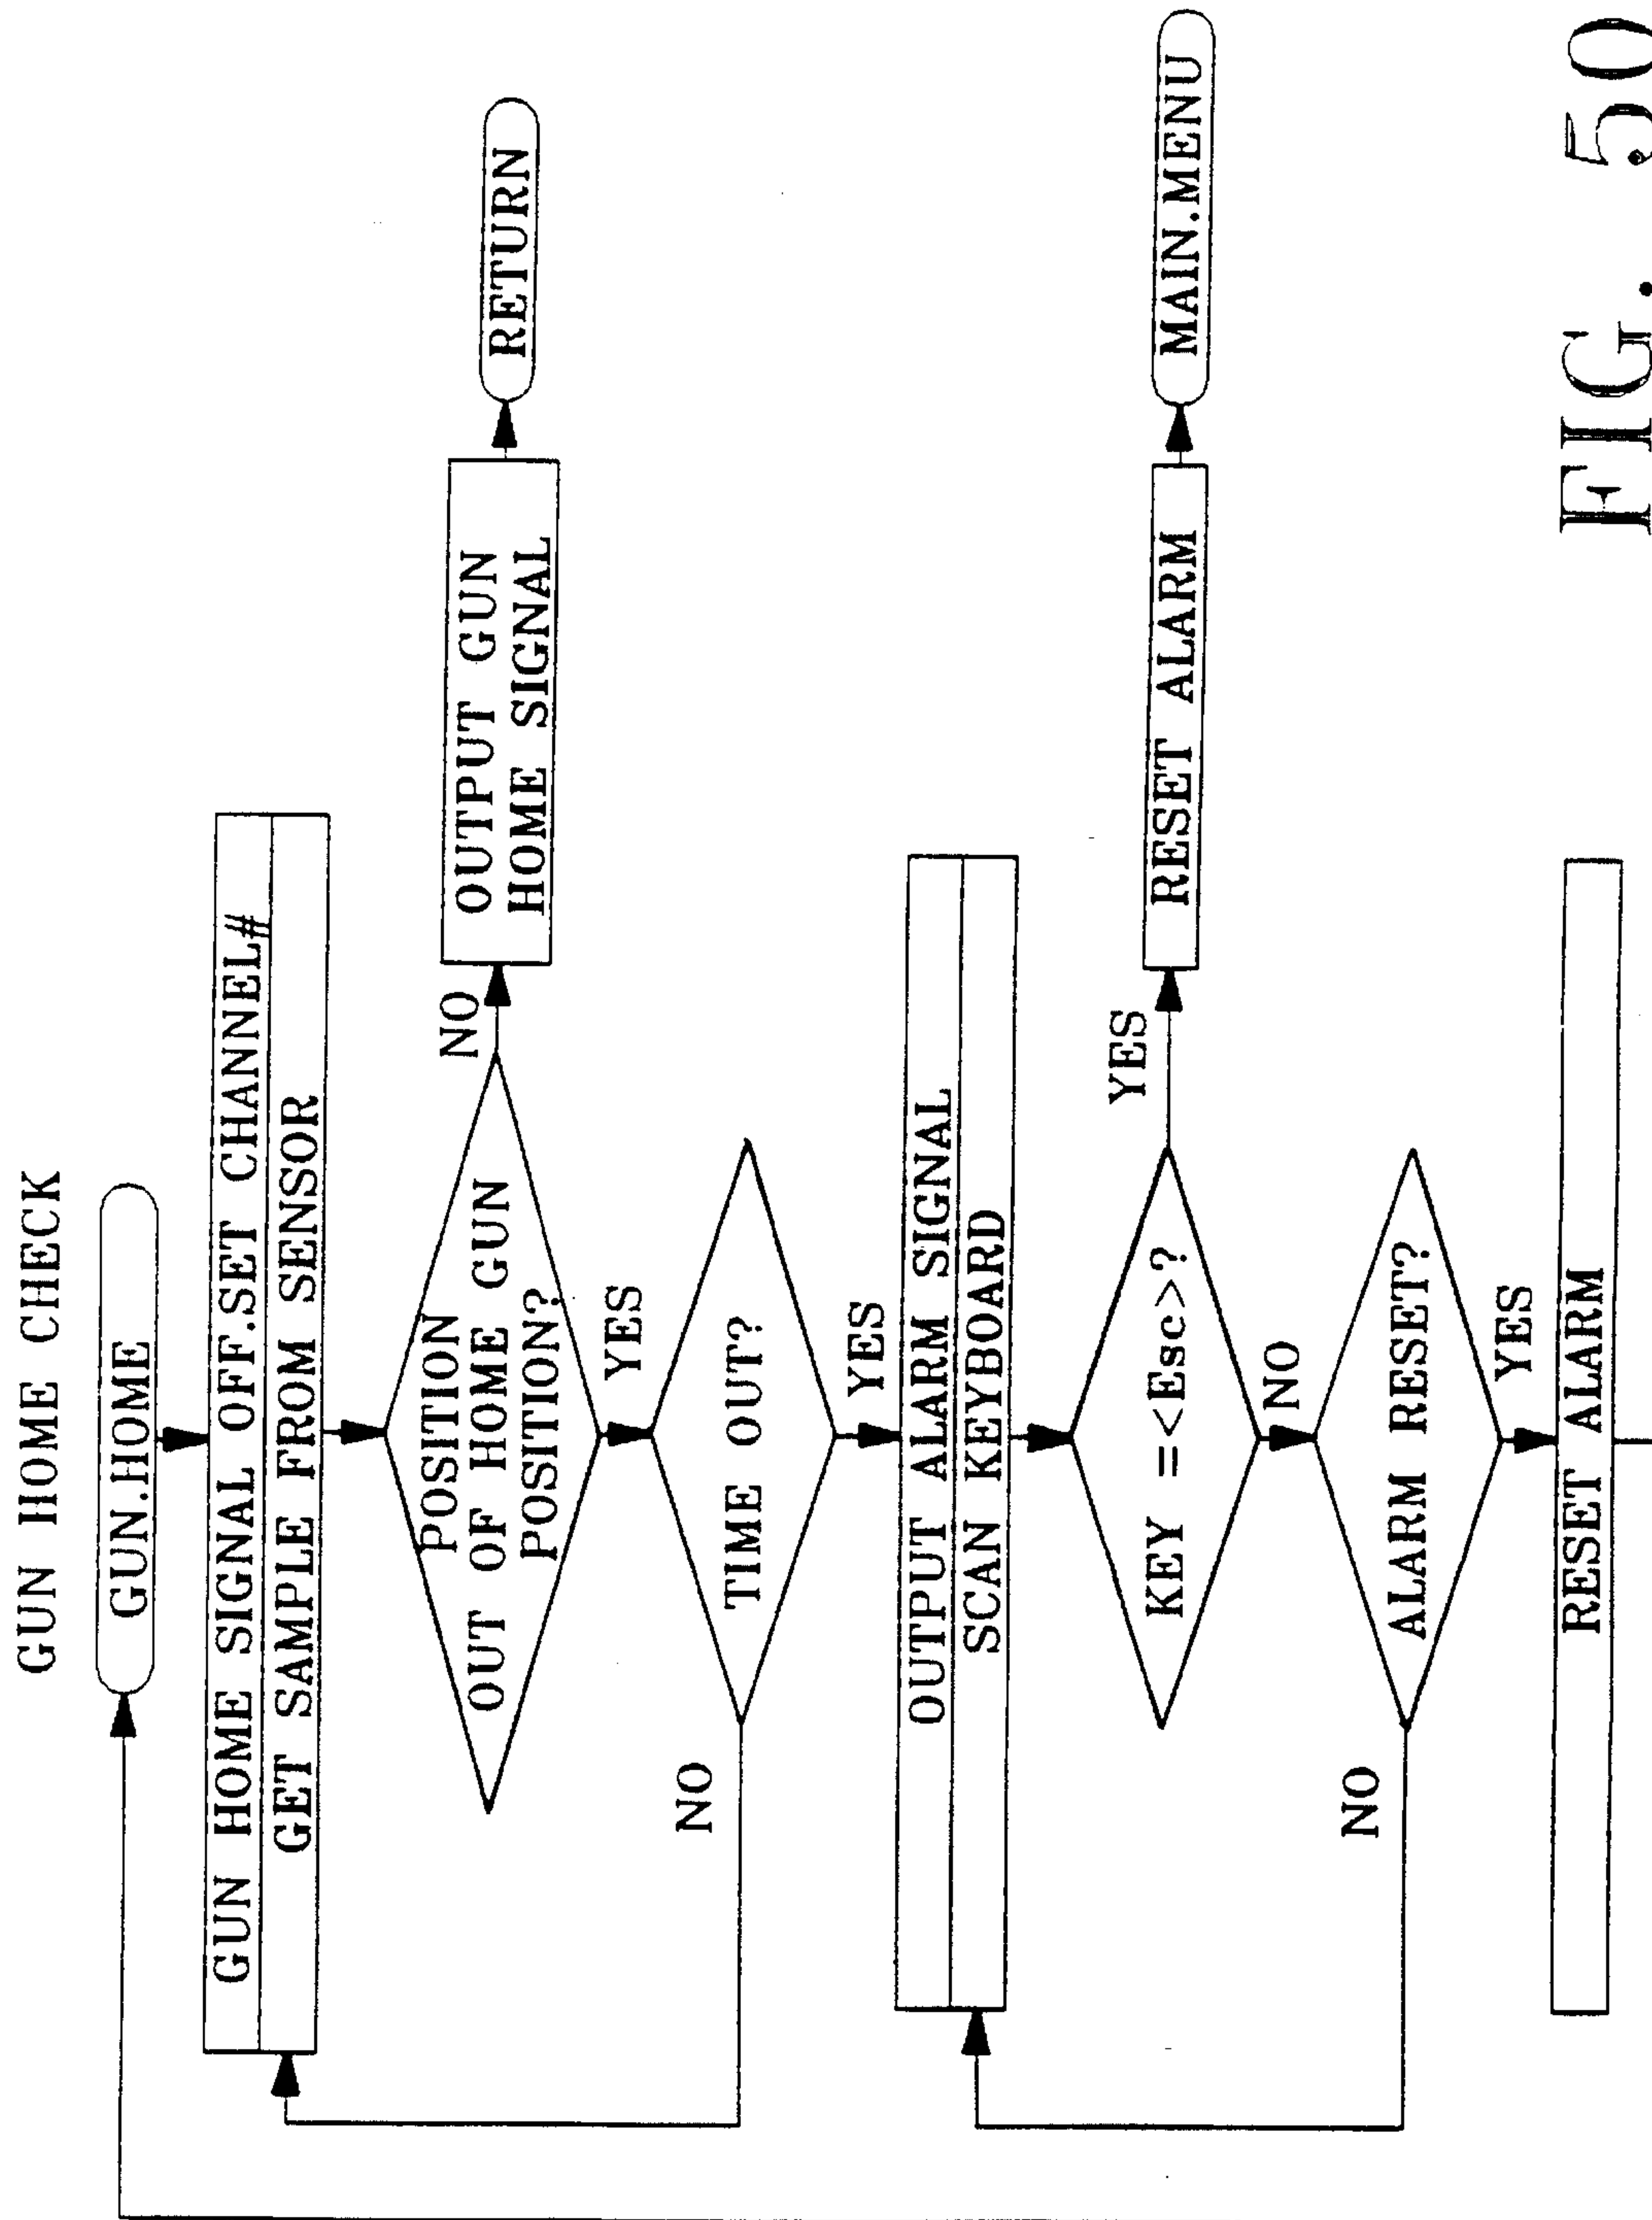 GUN HOME CHECK
GUN.HOME
GUN HOME SIGNAL OFF.SET CHANNEL#
GET SAMPLE FROM SENSOR
POSITION
OUT OF HOME GUN
POSITION?
NO
OUTPUT GUN
HOME SIGNAL
RETURN
YES
TIME OUT?
NO
YES
OUTPUT ALARM SIGNAL
SCAN KEYBOARD
KEY =<Esc>?
YES
RESET ALARM
MAIN.MENU
NO
ALARM RESET?
NO
YES
RESET ALARM
FIG. 50